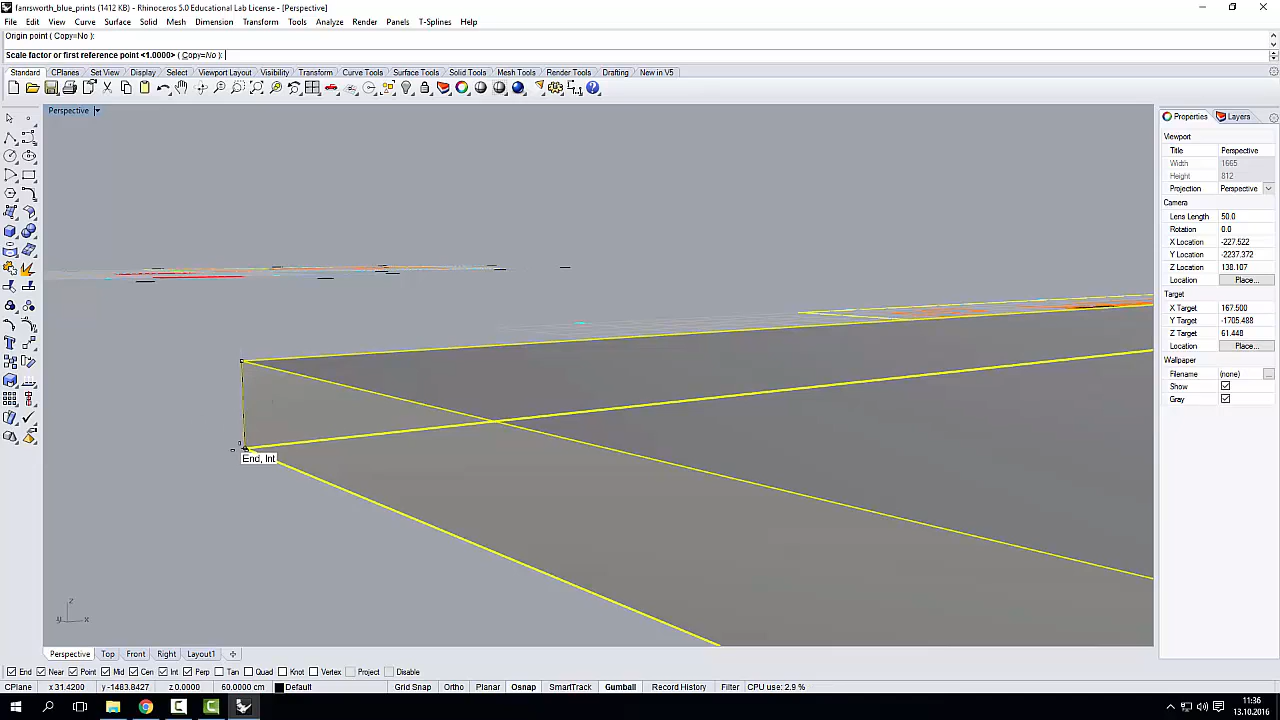 farrsworth_blue_prints (1412 KB) - Rhinoceros 5.0 Educational Lab License - [Perspective]
File Edit View Curve Surface Solid Mesh Dimension Transform Tools Analyze Render Panels T-Splines Help
Origin point ( Copy=No ):
Scale factor or first reference point <1.0000> ( Copy=No ):
Standard CPlanes Set View Display Select Viewport Layout Visibility Transform Curve Tools Surface Tools Solid Tools Mesh Tools Render Tools Drafting New in V5
Perspective
Properties Layers
Viewport
Title Perspective
Width 1665
Height 812
Projection Perspective
Camera
Lens Length 50.0
Rotation 0.0
X Location -227.522
Y Location -2237.372
Z Location 138.107
Location Place...
Target
X Target 167.500
Y Target -1705.488
Z Target 61.448
Location Place...
Wallpaper
Filename (none) ...
Show
Gray
End, Int
z
y x
Perspective Top Front Right Layout1
End Near Point Mid Cen Int Perp Tan Quad Knot Vertex Project Disable
CPlane x 31.4200 y -1483.8427 z 0.0000 60.0000 cm Default Grid Snap Ortho Planar Osnap SmartTrack Gumball Record History Filter CPU use: 2.9 %
11:36
13.10.2016